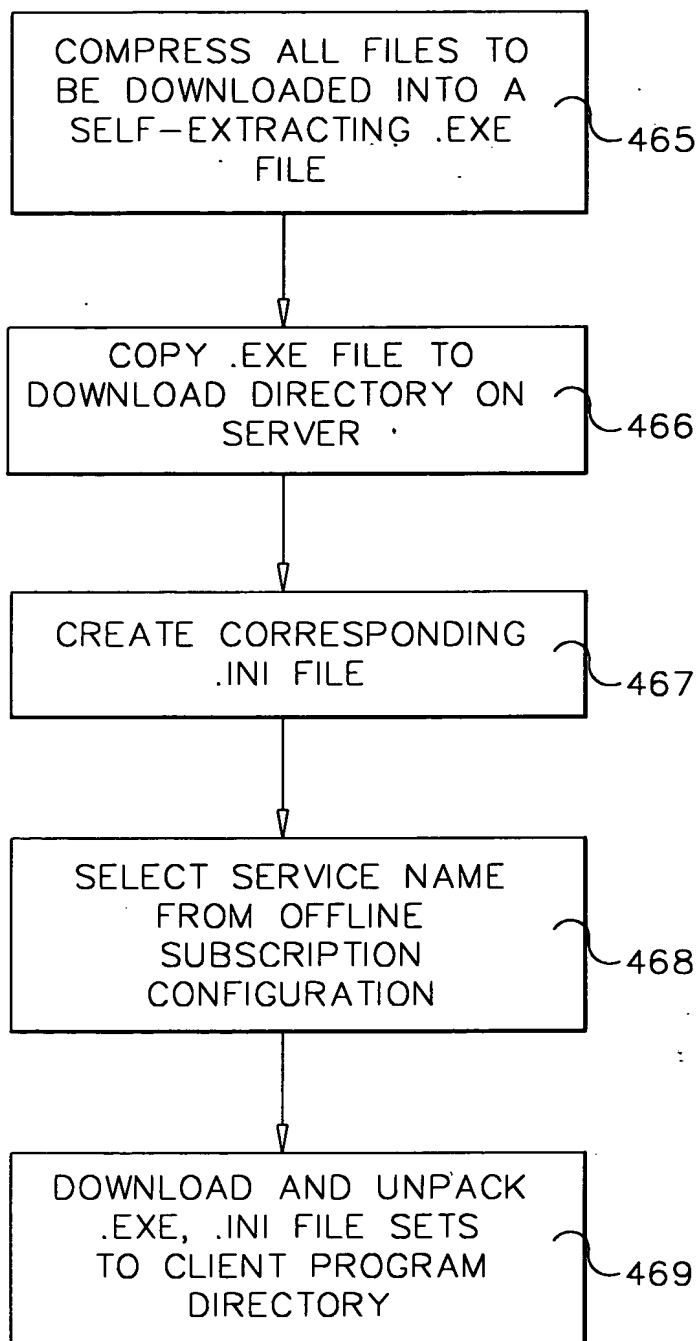 COMPRESS ALL FILES TO
BE DOWNLOADED INTO A
SELF-EXTRACTING .EXE
FILE
465
COPY .EXE FILE TO
DOWNLOAD DIRECTORY ON
SERVER
466
CREATE CORRESPONDING
.INI FILE
467
SELECT SERVICE NAME
FROM OFFLINE
SUBSCRIPTION
CONFIGURATION
468
DOWNLOAD AND UNPACK
.EXE, .INI FILE SETS
TO CLIENT PROGRAM
DIRECTORY
469